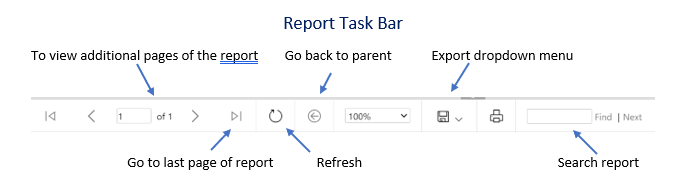 Report Task Bar
To view additional pages of the report
Go back to parent
Export dropdown menu
1 of 1
100%
Find | Next
Go to last page of report
Refresh
Search report